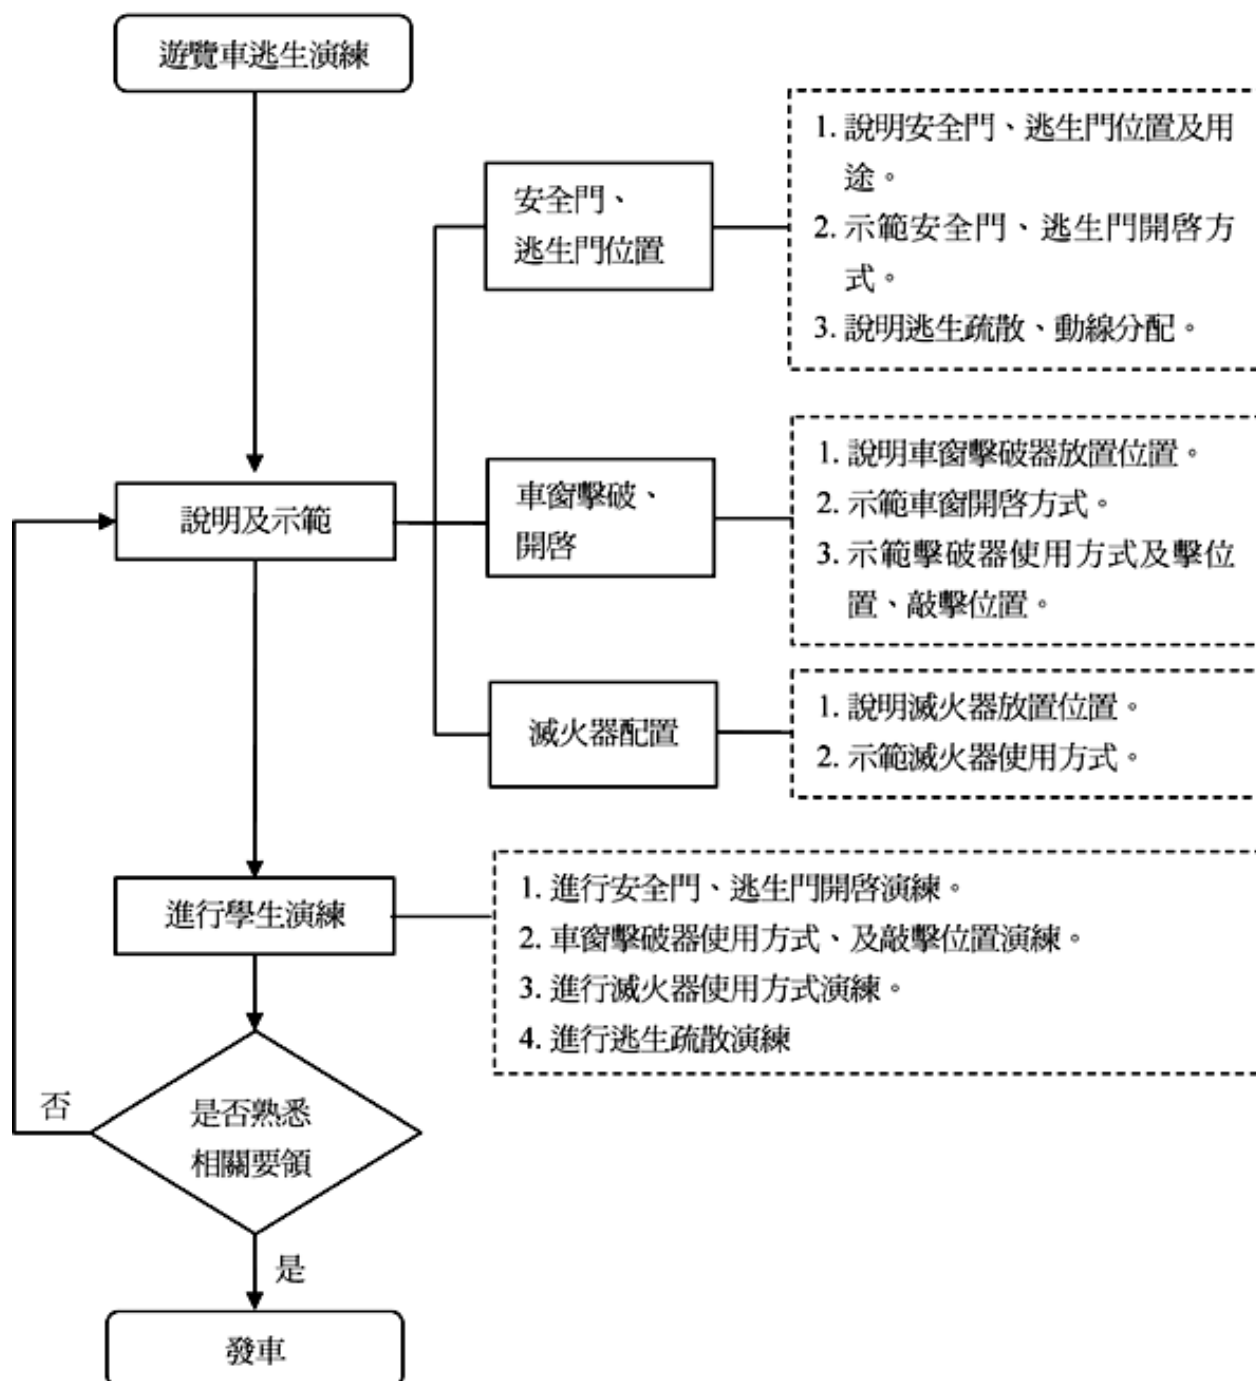 遊覽車逃生演練
安全門、
逃生門位置
1. 說明安全門、逃生門位置及用
途。
2. 示範安全門、逃生門開啓方
式。
3. 說明逃生疏散、動線分配。
說明及示範
車窗擊破、
開啓
1. 說明車窗擊破器放置位置。
2. 示範車窗開啓方式。
3. 示範擊破器使用方式及擊位
置、敲擊位置。
滅火器配置
1. 說明滅火器放置位置。
2. 示範滅火器使用方式。
進行學生演練
1. 進行安全門、逃生門開啓演練。
2. 車窗擊破器使用方式、及敲擊位置演練。
3. 進行滅火器使用方式演練。
4. 進行逃生疏散演練
否
是否熟悉
相關要領
是
發車